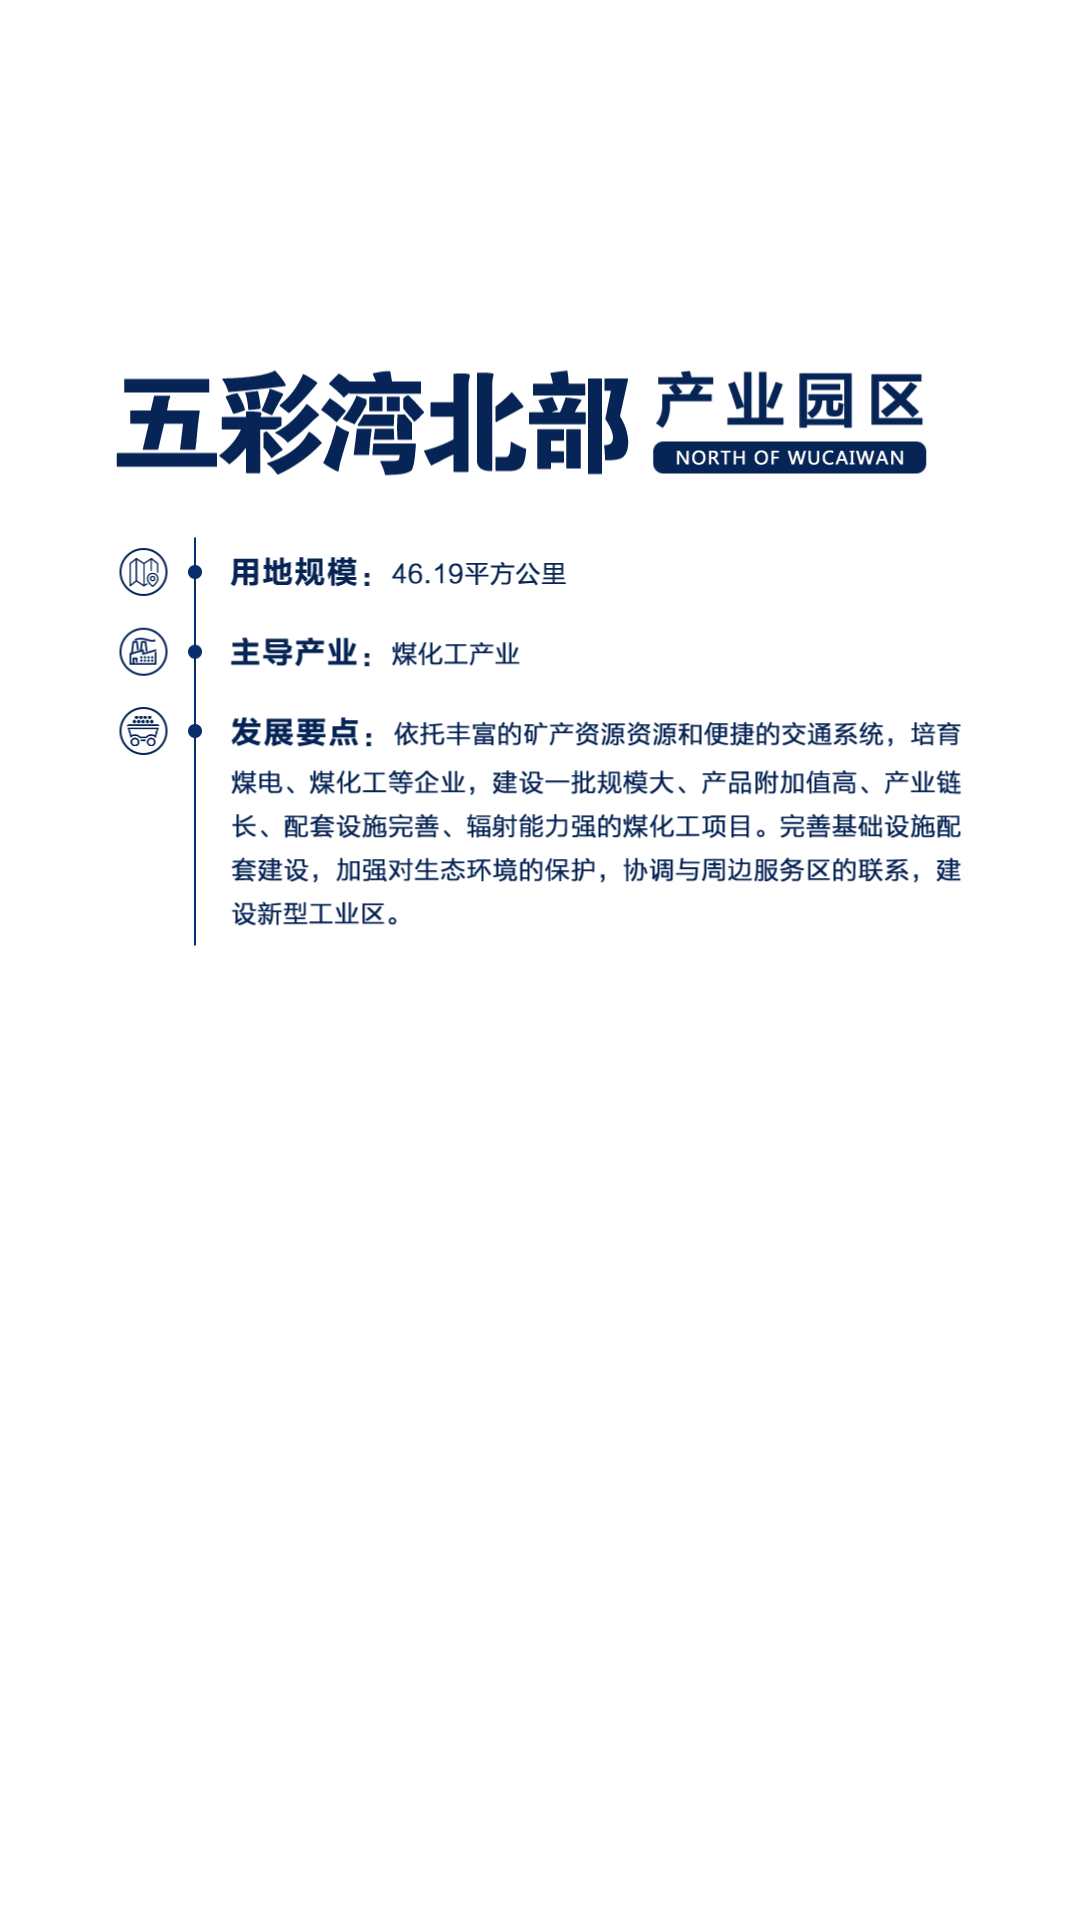 五彩湾北部 产业园区
NORTH OF WUCAIWAN
用地规模：46.19平方公里
主导产业：煤化工产业
发展要点：依托丰富的矿产资源资源和便捷的交通系统，培育
煤电、煤化工等企业，建设一批规模大、产品附加值高、产业链
长、配套设施完善、辐射能力强的煤化工项目。完善基础设施配
套建设，加强对生态环境的保护，协调与周边服务区的联系，建
设新型工业区。